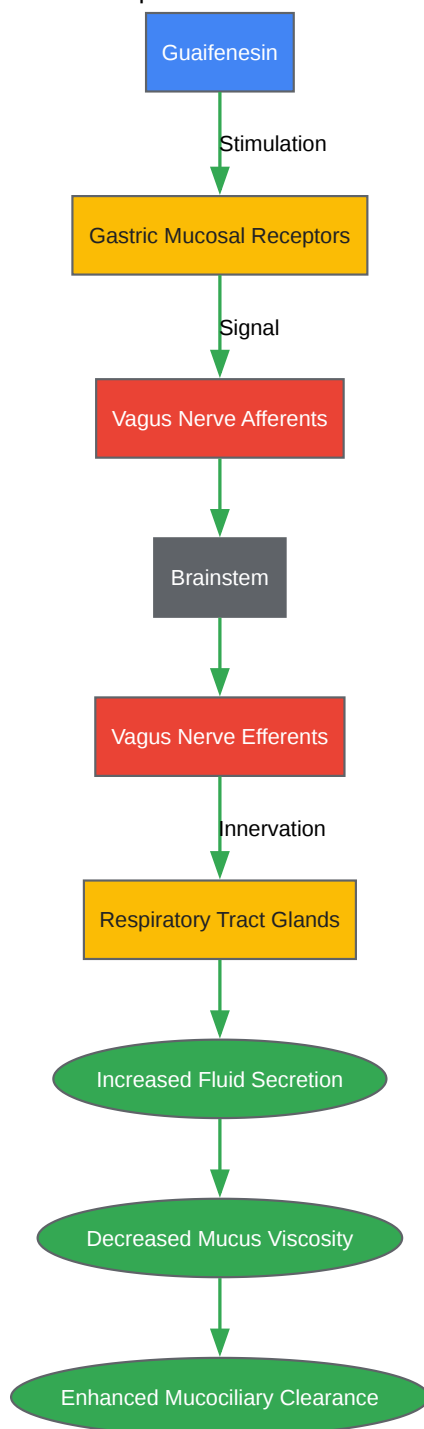 Guaifenesin
Stimulation
Gastric Mucosal Receptors
Signal
Vagus Nerve Afferents
Brainstem
Vagus Nerve Efferents
Innervation
Respiratory Tract Glands
Increased Fluid Secretion
Decreased Mucus Viscosity
Enhanced Mucociliary Clearance